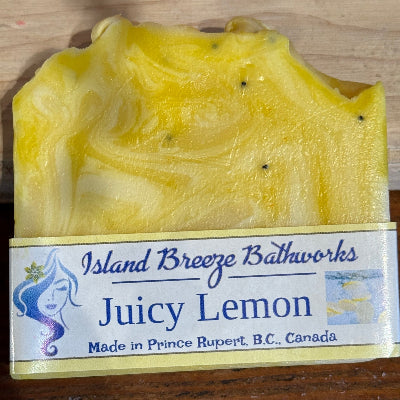 Island Breeze Bathworks
Juicy Lemon
Made in Prince Rupert, B.C., Canada